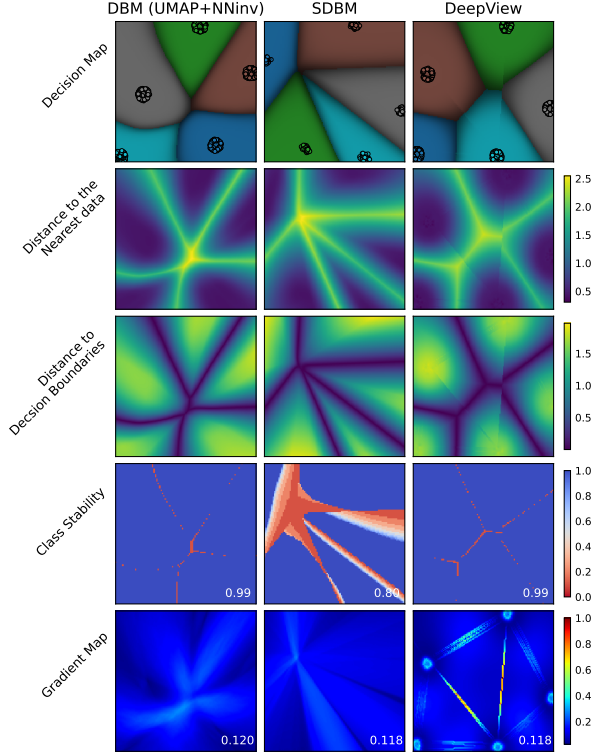 DBM (UMAP+NNinv) SDBM DeepView
Decision Map
Distance to the
Nearest data
2.5
2.0
1.5
1.0
0.5
Distance to
Decsion Boundaries
1.5
1.0
0.5
Class Stability
0.99 0.80 0.99
1.0
0.8
0.6
0.4
0.2
0.0
Gradient Map
0.120 0.118 0.118
1.0
0.8
0.6
0.4
0.2